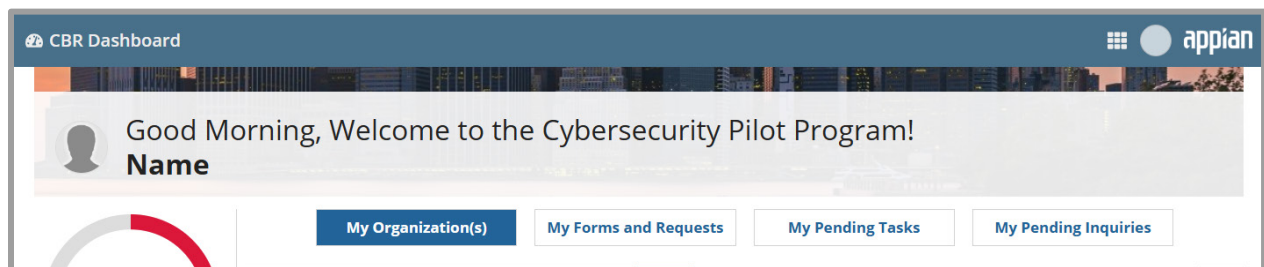 CBR Dashboard
appian
Good Morning, Welcome to the Cybersecurity Pilot Program!
Name
My Organization(s)
My Forms and Requests
My Pending Tasks
My Pending Inquiries